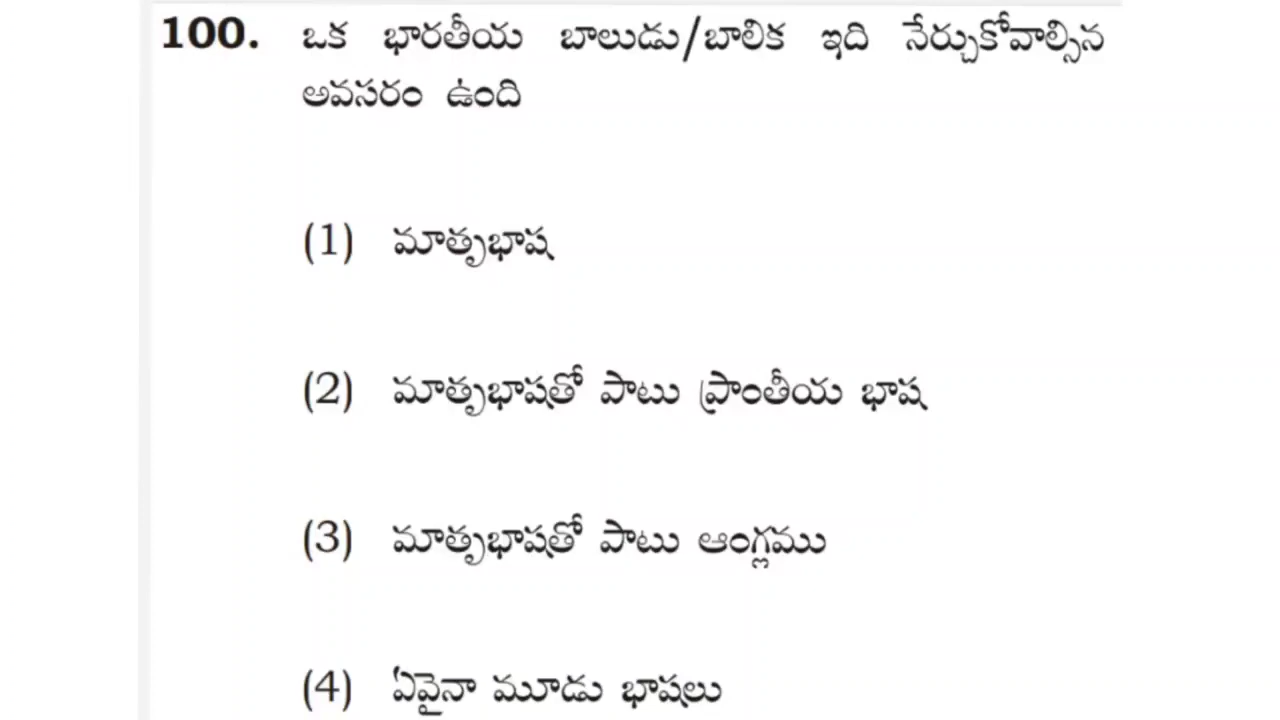 100. ఒక భారతీయ బాలుడు/బాలిక ఇది నేర్చుకోవాల్సిన
అవసరం ఉంది
(1) మాతృభాష
(2) మాతృభాషతో పాటు ప్రాంతీయ భాష
(3) మాతృభాషతో పాటు ఆంగ్లము
(4) ఏవైనా మూడు భాషలు